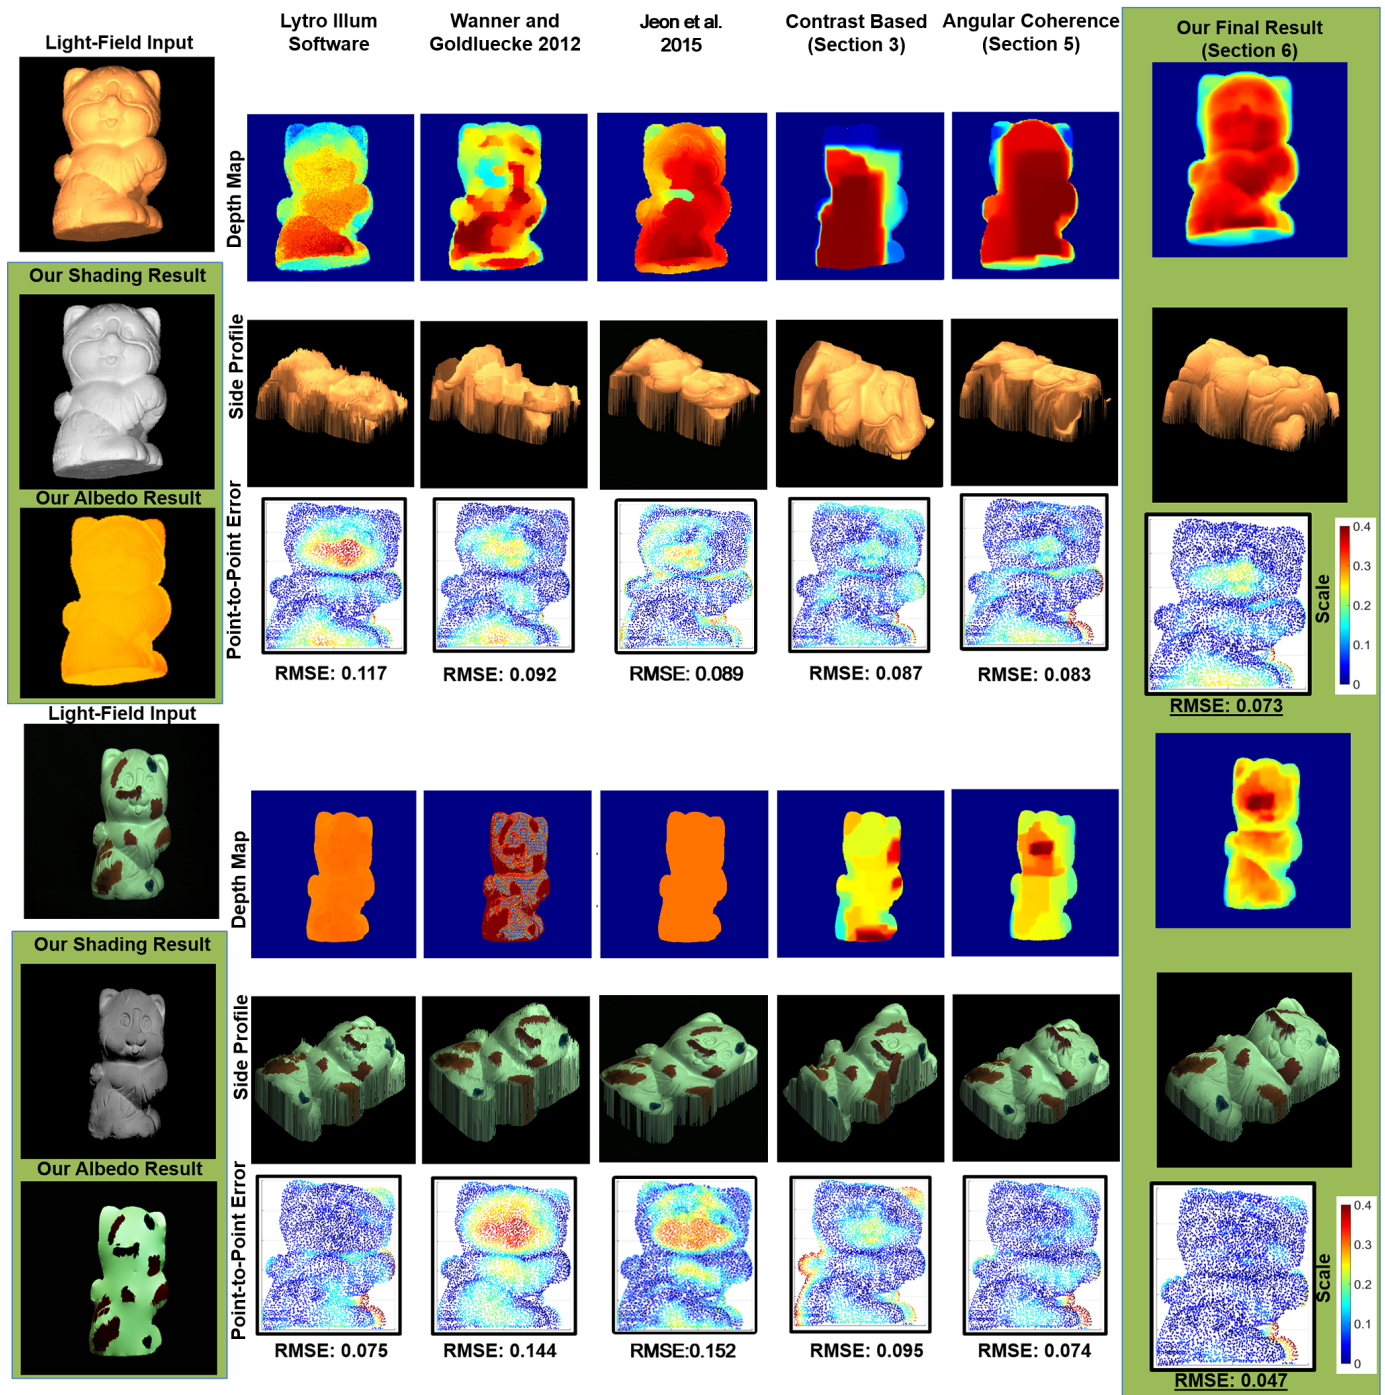 Lytro Illum
Software
Wanner and
Goldluecke 2012
Jeon et al.
2015
Contrast Based
(Section 3)
Angular Coherence
(Section 5)
Our Final Result
(Section 6)
Light-Field Input
Depth Map
Our Shading Result
Side Profile
Our Albedo Result
Point-to-Point Error
RMSE: 0.117
RMSE: 0.092
RMSE: 0.089
RMSE: 0.087
RMSE: 0.083
RMSE: 0.073
Scale
0.4
0.3
0.2
0.1
0
Light-Field Input
Depth Map
Our Shading Result
Side Profile
Our Albedo Result
Point-to-Point Error
RMSE: 0.075
RMSE: 0.144
RMSE:0.152
RMSE: 0.095
RMSE: 0.074
RMSE: 0.047
Scale
0.4
0.3
0.2
0.1
0